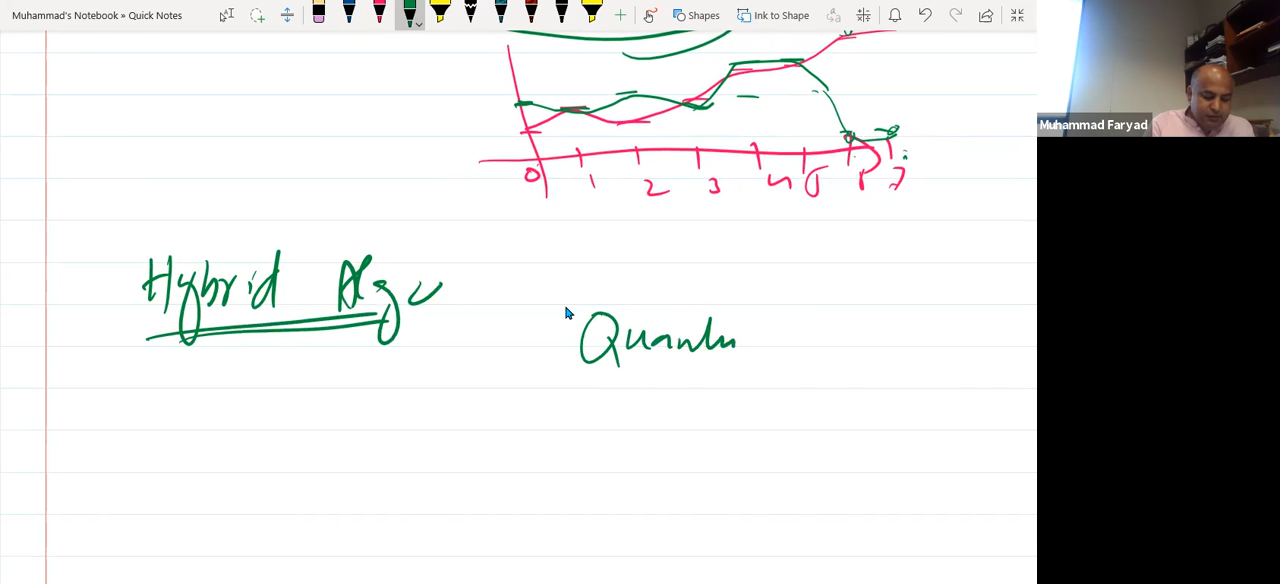 Muhammad's Notebook » Quick Notes
Shapes
Ink to Shape
Muhammad Faryad
0 1 2 3 4 5 6 7
Hybrid Algo
Quantu